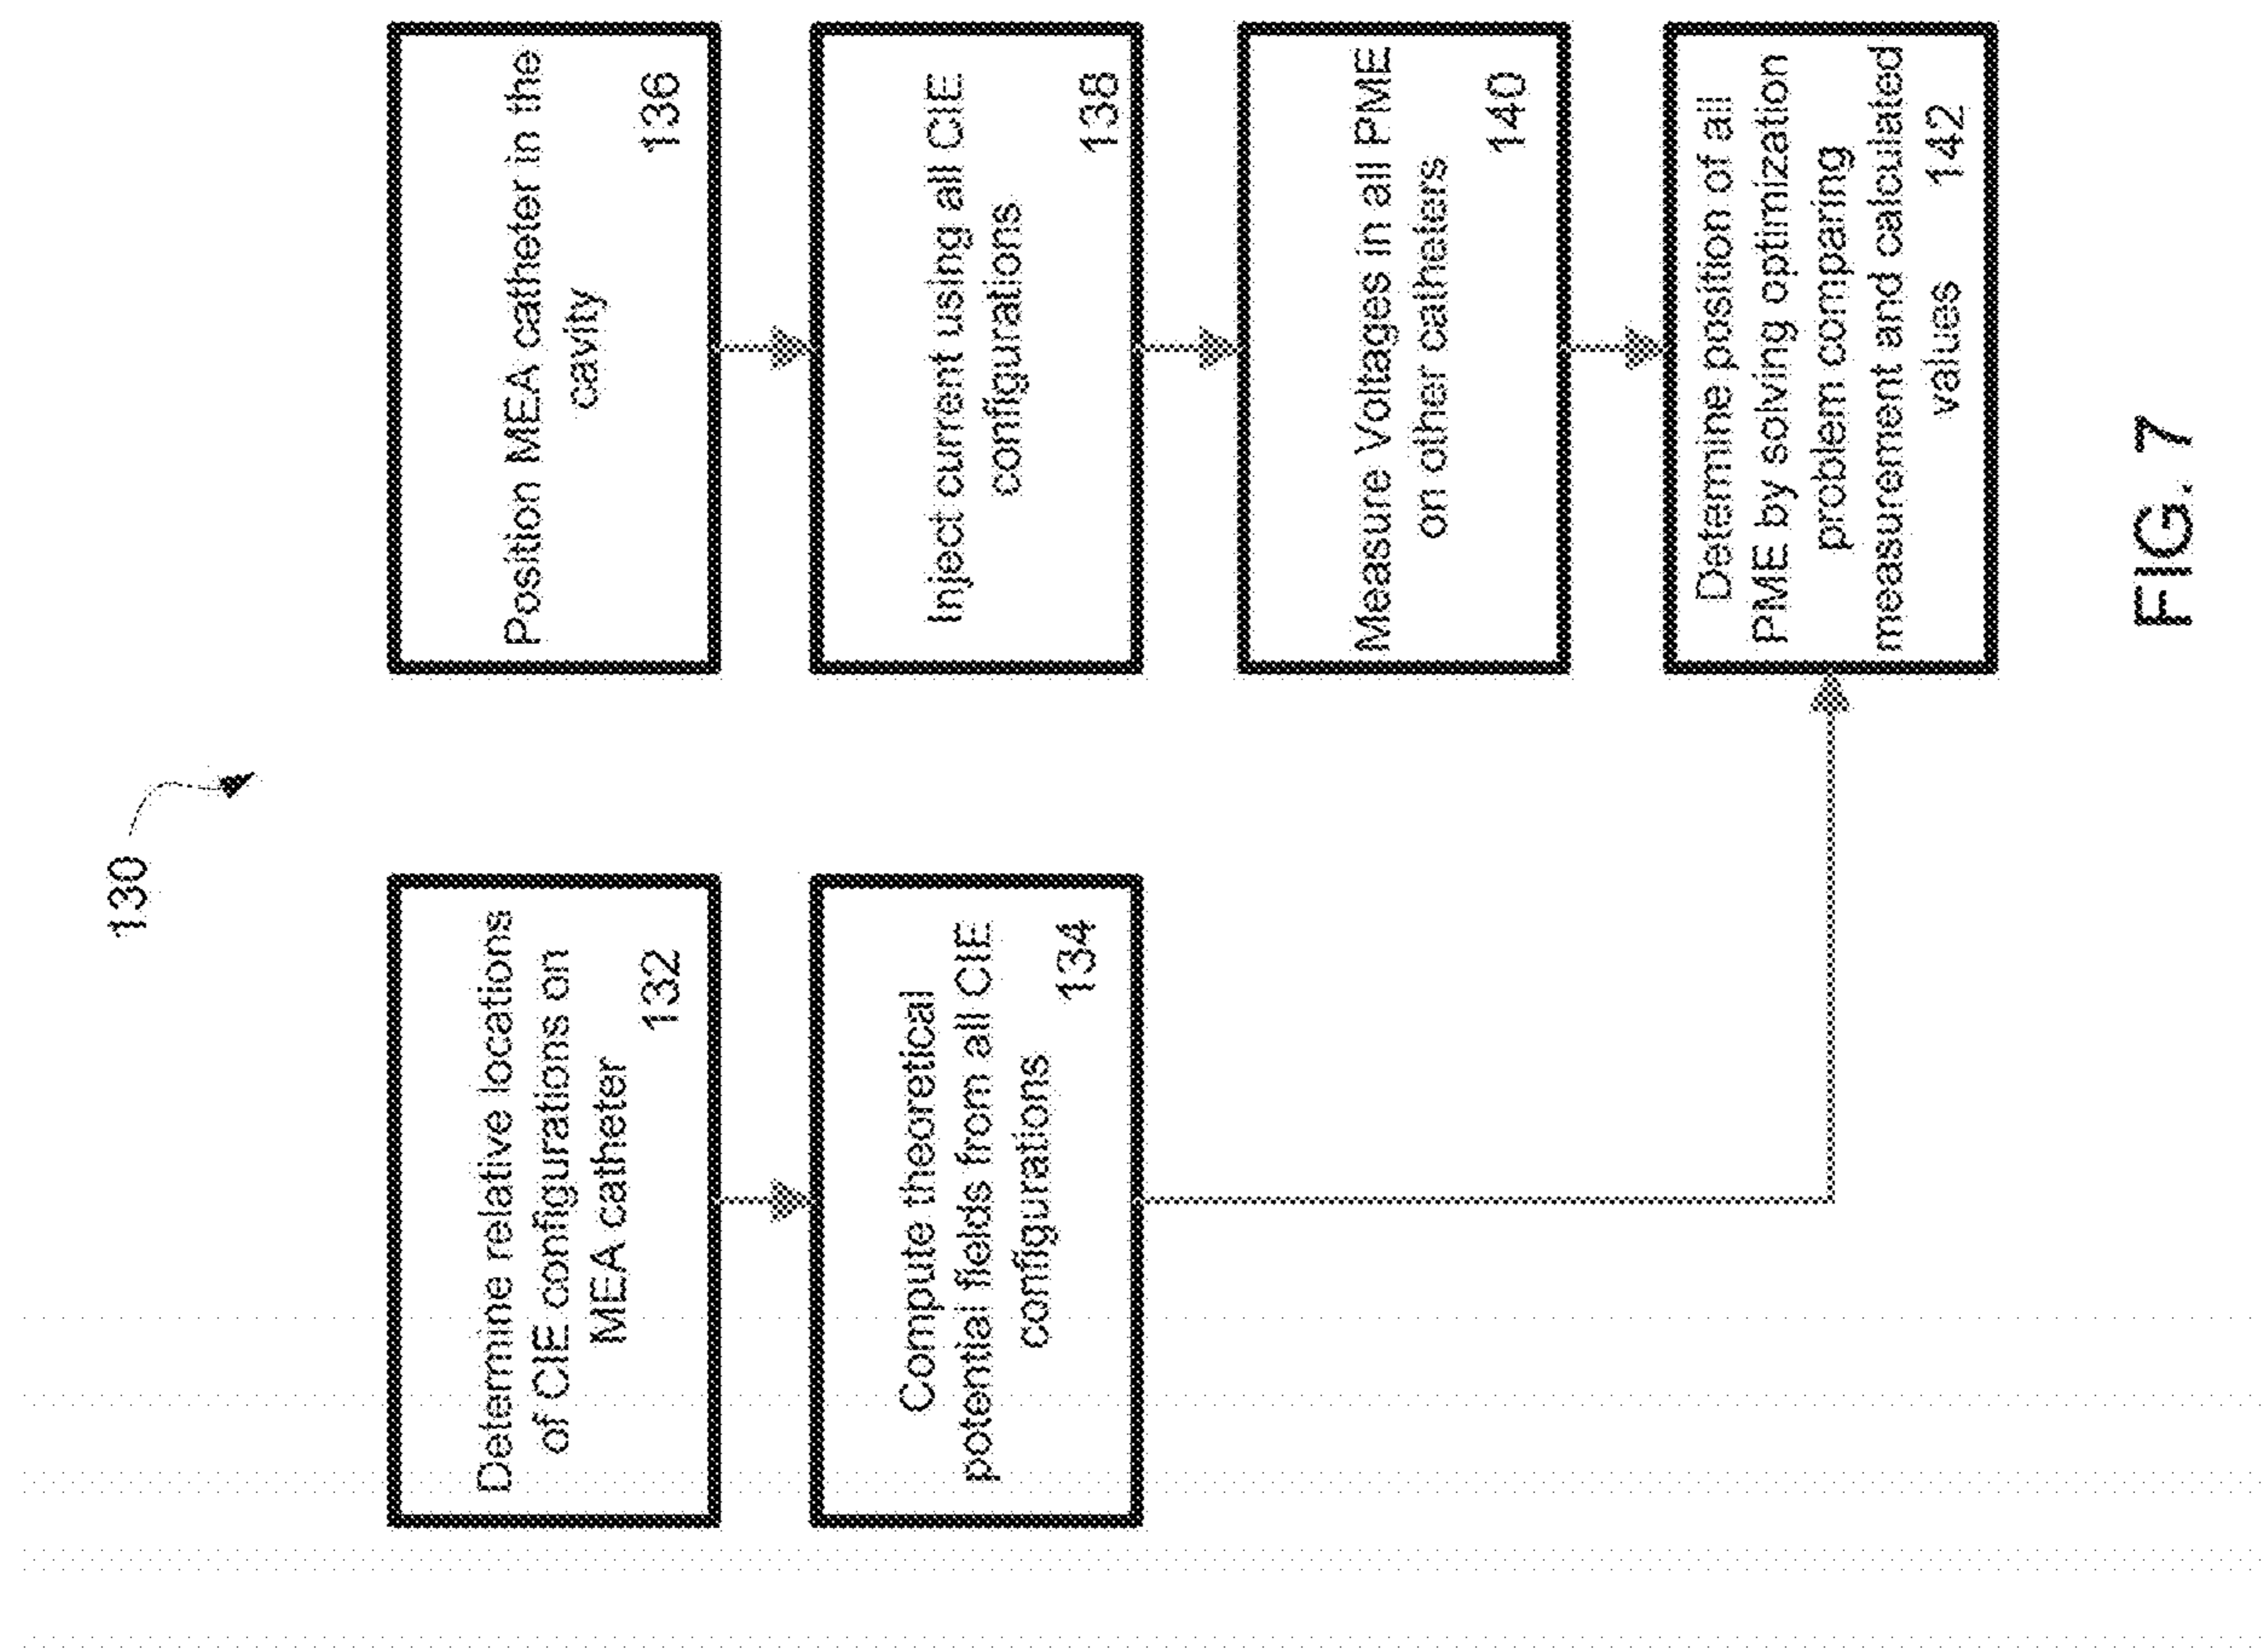 130
Determine relative locations
of CIE configurations on
MEA catheter
132
Compute theoretical
potential fields from all CIE
configurations
134
Position MEA catheter in the
cavity
136
Inject current using all CIE
configurations
138
Measure Voltages in all PME
on other catheters
140
Determine position of all
PME by solving optimization
problem comparing
measurement and calculated
values 142
FIG. 7